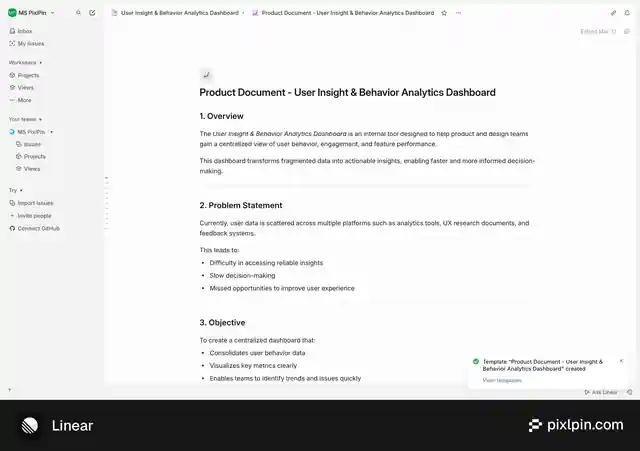 MS PixlPin
User Insight & Behavior Analytics Dashboard
Product Document - User Insight & Behavior Analytics Dashboard
Inbox
My Issues
Workspace
Projects
Views
More
Your teams
MS PixlPin
Issues
Projects
Views
Try
Import issues
Invite people
Connect GitHub
Edited Mar 17
Product Document - User Insight & Behavior Analytics Dashboard
1. Overview
The User Insight & Behavior Analytics Dashboard is an internal tool designed to help product and design teams
gain a centralized view of user behavior, engagement, and feature performance.
This dashboard transforms fragmented data into actionable insights, enabling faster and more informed decision-
making.
2. Problem Statement
Currently, user data is scattered across multiple platforms such as analytics tools, UX research documents, and
feedback systems.
This leads to:
• Difficulty in accessing reliable insights
• Slow decision-making
• Missed opportunities to improve user experience
3. Objective
To create a centralized dashboard that:
• Consolidates user behavior data
• Visualizes key metrics clearly
• Enables teams to identify trends and issues quickly
Template "Product Document - User Insight &
Behavior Analytics Dashboard" created
View templates
Ask Linear
Linear
pixlpin.com